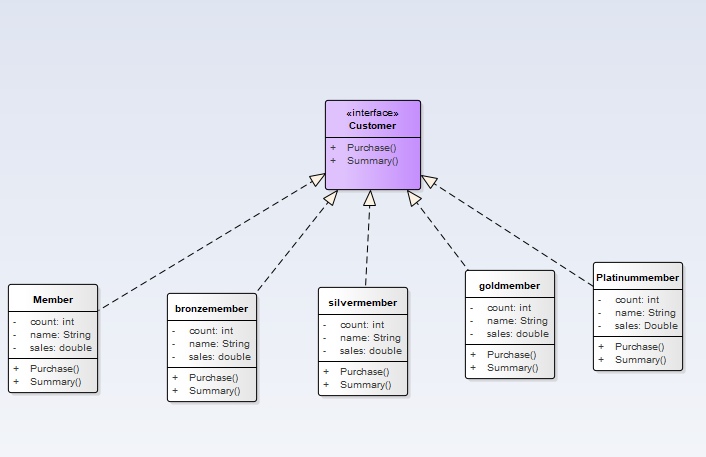 «interface»
Customer
+ Purchase()
+ Summary()
Member
- count: int
- name: String
- sales: double
+ Purchase()
+ Summary()
bronzemember
- count: int
- name: String
- sales: double
+ Purchase()
+ Summary()
silvermember
- count: int
- name: String
- sales: double
+ Purchase()
+ Summary()
goldmember
- count: int
- name: String
- sales: double
+ Purchase()
+ Summary()
Platinummember
- count: int
- name: String
- sales: Double
+ Purchase()
+ Summary()